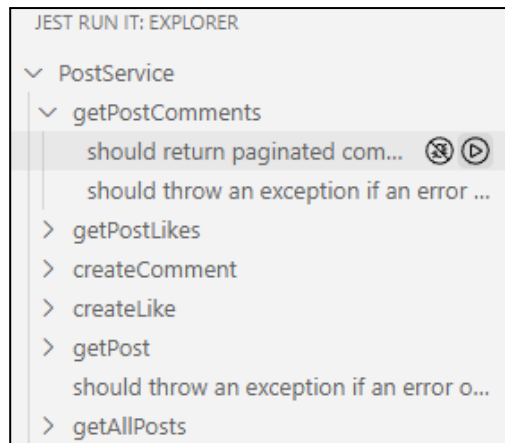 JEST RUN IT: EXPLORER
PostService
getPostComments
should return paginated com...
should throw an exception if an error ...
getPostLikes
createComment
createLike
getPost
should throw an exception if an error o...
getAllPosts